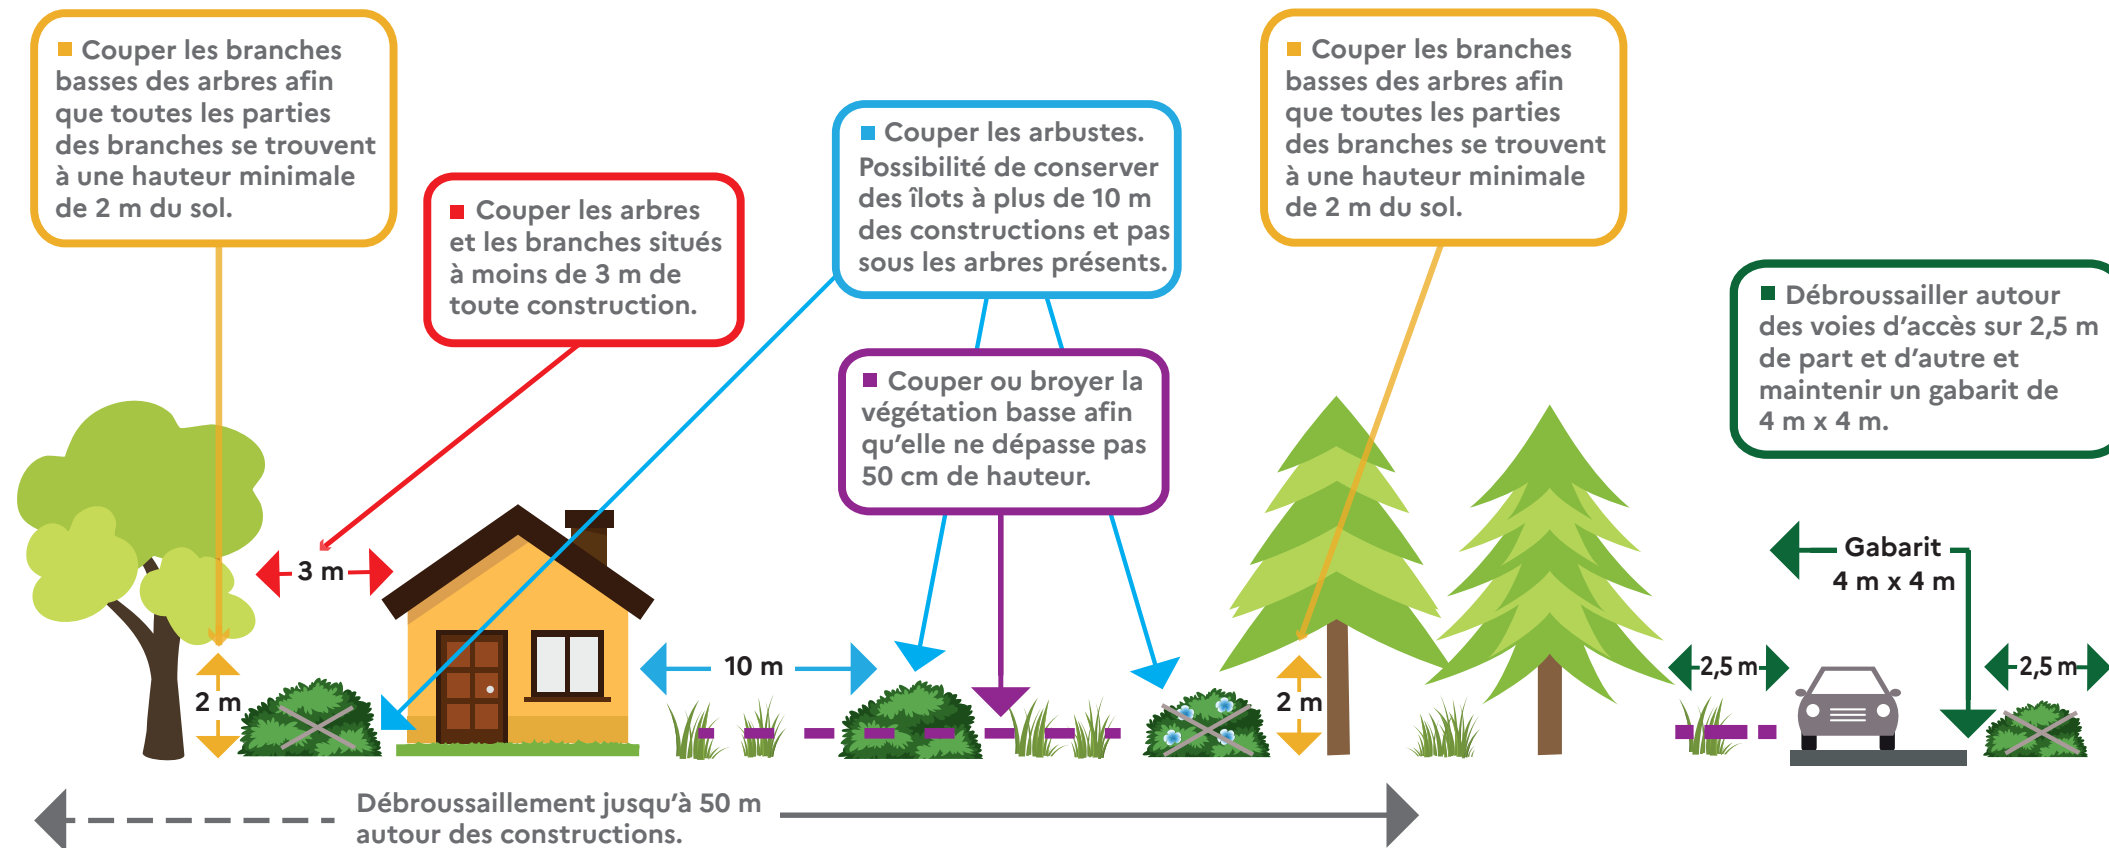 ■ Couper les branches
basses des arbres afin
que toutes les parties
des branches se trouvent
à une hauteur minimale
de 2 m du sol.
■ Couper les arbres
et les branches situés
à moins de 3 m de
toute construction.
■ Couper les arbustes.
Possibilité de conserver
des îlots à plus de 10 m
des constructions et pas
sous les arbres présents.
■ Couper ou broyer la
végétation basse afin
qu'elle ne dépasse pas
50 cm de hauteur.
■ Couper les branches
basses des arbres afin
que toutes les parties
des branches se trouvent
à une hauteur minimale
de 2 m du sol.
■ Débroussailler autour
des voies d'accès sur 2,5 m
de part et d'autre et
maintenir un gabarit de
4 m x 4 m.
3 m
2 m
10 m
2 m
Gabarit
4 m x 4 m
2,5 m
2,5 m
Débroussaillement jusqu'à 50 m
autour des constructions.